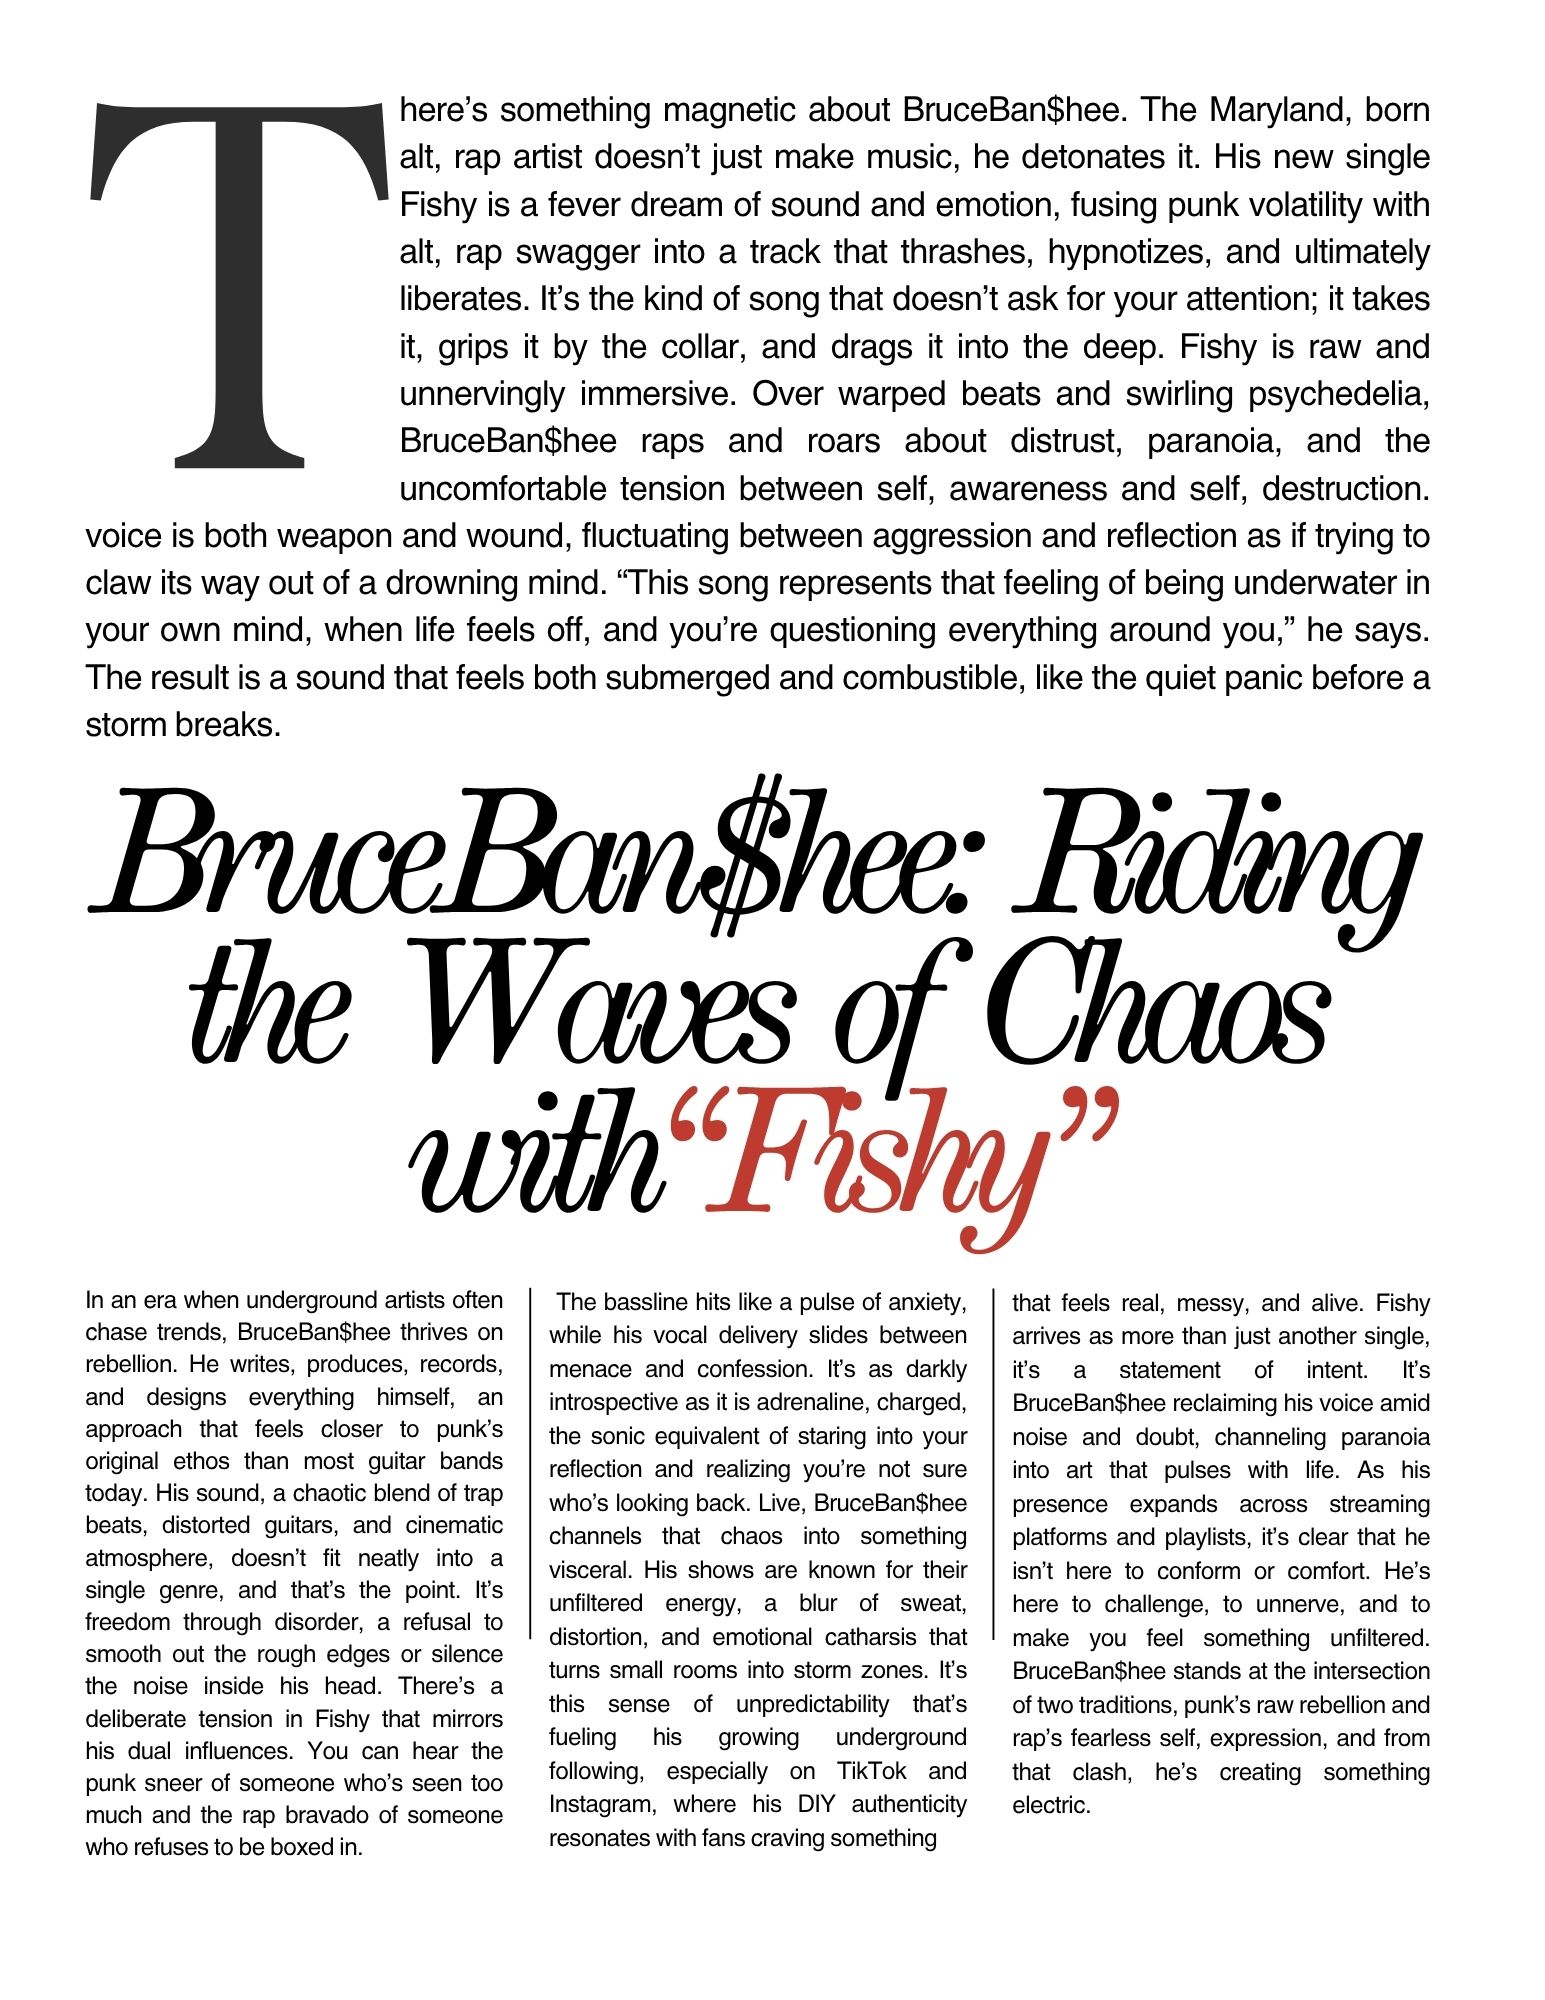 There's something magnetic about BruceBan$hee. The Maryland, born
alt, rap artist doesn't just make music, he detonates it. His new single
Fishy is a fever dream of sound and emotion, fusing punk volatility with
alt, rap swagger into a track that thrashes, hypnotizes, and ultimately
liberates. It's the kind of song that doesn't ask for your attention; it takes
it, grips it by the collar, and drags it into the deep. Fishy is raw and
unnervingly immersive. Over warped beats and swirling psychedelia,
BruceBan$hee raps and roars about distrust, paranoia, and the
uncomfortable tension between self, awareness and self, destruction.
voice is both weapon and wound, fluctuating between aggression and reflection as if trying to
claw its way out of a drowning mind. “This song represents that feeling of being underwater in
your own mind, when life feels off, and you're questioning everything around you,” he says.
The result is a sound that feels both submerged and combustible, like the quiet panic before a
storm breaks.
BruceBan$hee: Riding
the Waves of Chaos
with “Fishy”
In an era when underground artists often
chase trends, BruceBan$hee thrives on
rebellion. He writes, produces, records,
and designs everything himself, an
approach that feels closer to punk's
original ethos than most guitar bands
today. His sound, a chaotic blend of trap
beats, distorted guitars, and cinematic
atmosphere, doesn't fit neatly into a
single genre, and that's the point. It's
freedom through disorder, a refusal to
smooth out the rough edges or silence
the noise inside his head. There's a
deliberate tension in Fishy that mirrors
his dual influences. You can hear the
punk sneer of someone who's seen too
much and the rap bravado of someone
who refuses to be boxed in.
The bassline hits like a pulse of anxiety,
while his vocal delivery slides between
menace and confession. It's as darkly
introspective as it is adrenaline, charged,
the sonic equivalent of staring into your
reflection and realizing you're not sure
who's looking back. Live, BruceBan$hee
channels that chaos into something
visceral. His shows are known for their
unfiltered energy, a blur of sweat,
distortion, and emotional catharsis that
turns small rooms into storm zones. It's
this sense of unpredictability that's
fueling his growing underground
following, especially on TikTok and
Instagram, where his DIY authenticity
resonates with fans craving something
that feels real, messy, and alive. Fishy
arrives as more than just another single,
it's a statement of intent. It's
BruceBan$hee reclaiming his voice amid
noise and doubt, channeling paranoia
into art that pulses with life. As his
presence expands across streaming
platforms and playlists, it's clear that he
isn't here to conform or comfort. He's
here to challenge, to unnerve, and to
make you feel something unfiltered.
BruceBan$hee stands at the intersection
of two traditions, punk's raw rebellion and
rap's fearless self, expression, and from
that clash, he's creating something
electric.